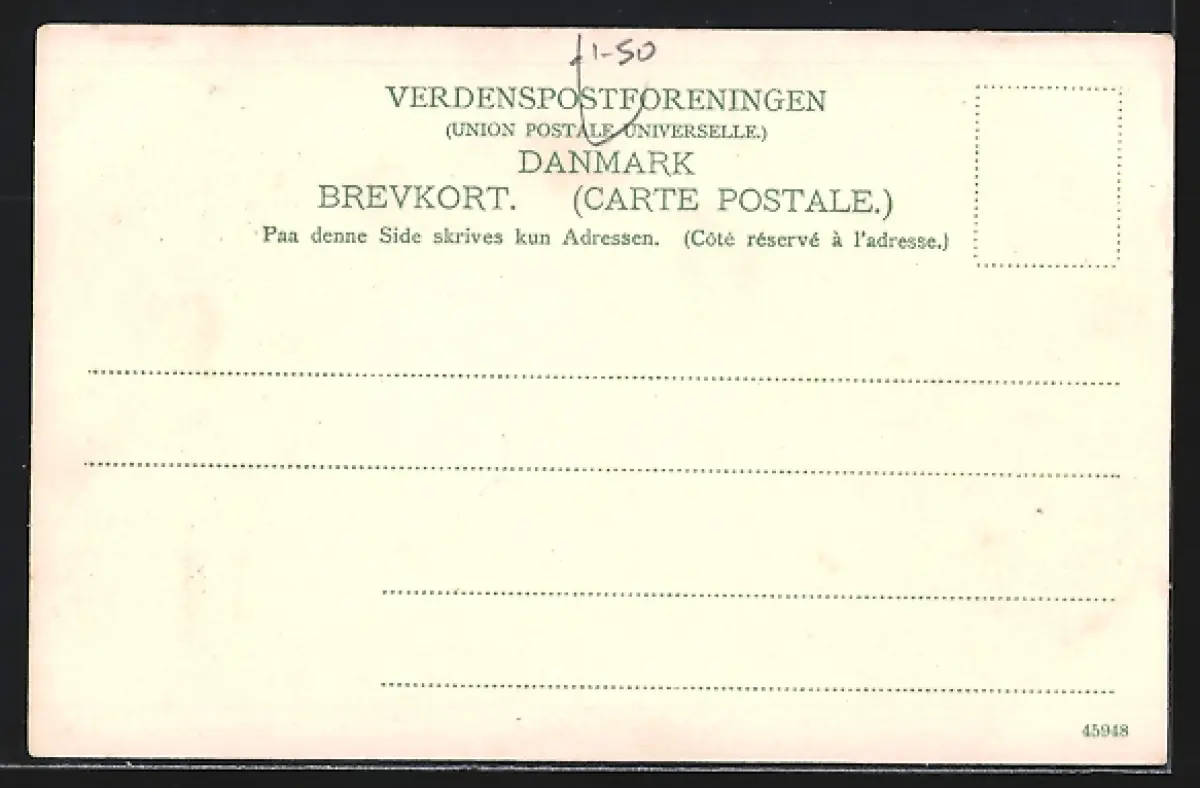 £1-50
VERDENSPOSTFORENINGEN
(UNION POSTALE UNIVERSELLE.)
DANMARK
BREVKORT. (CARTE POSTALE.)
Paa denne Side skrives kun Adressen. (Côté réservé à l'adresse.)
45948